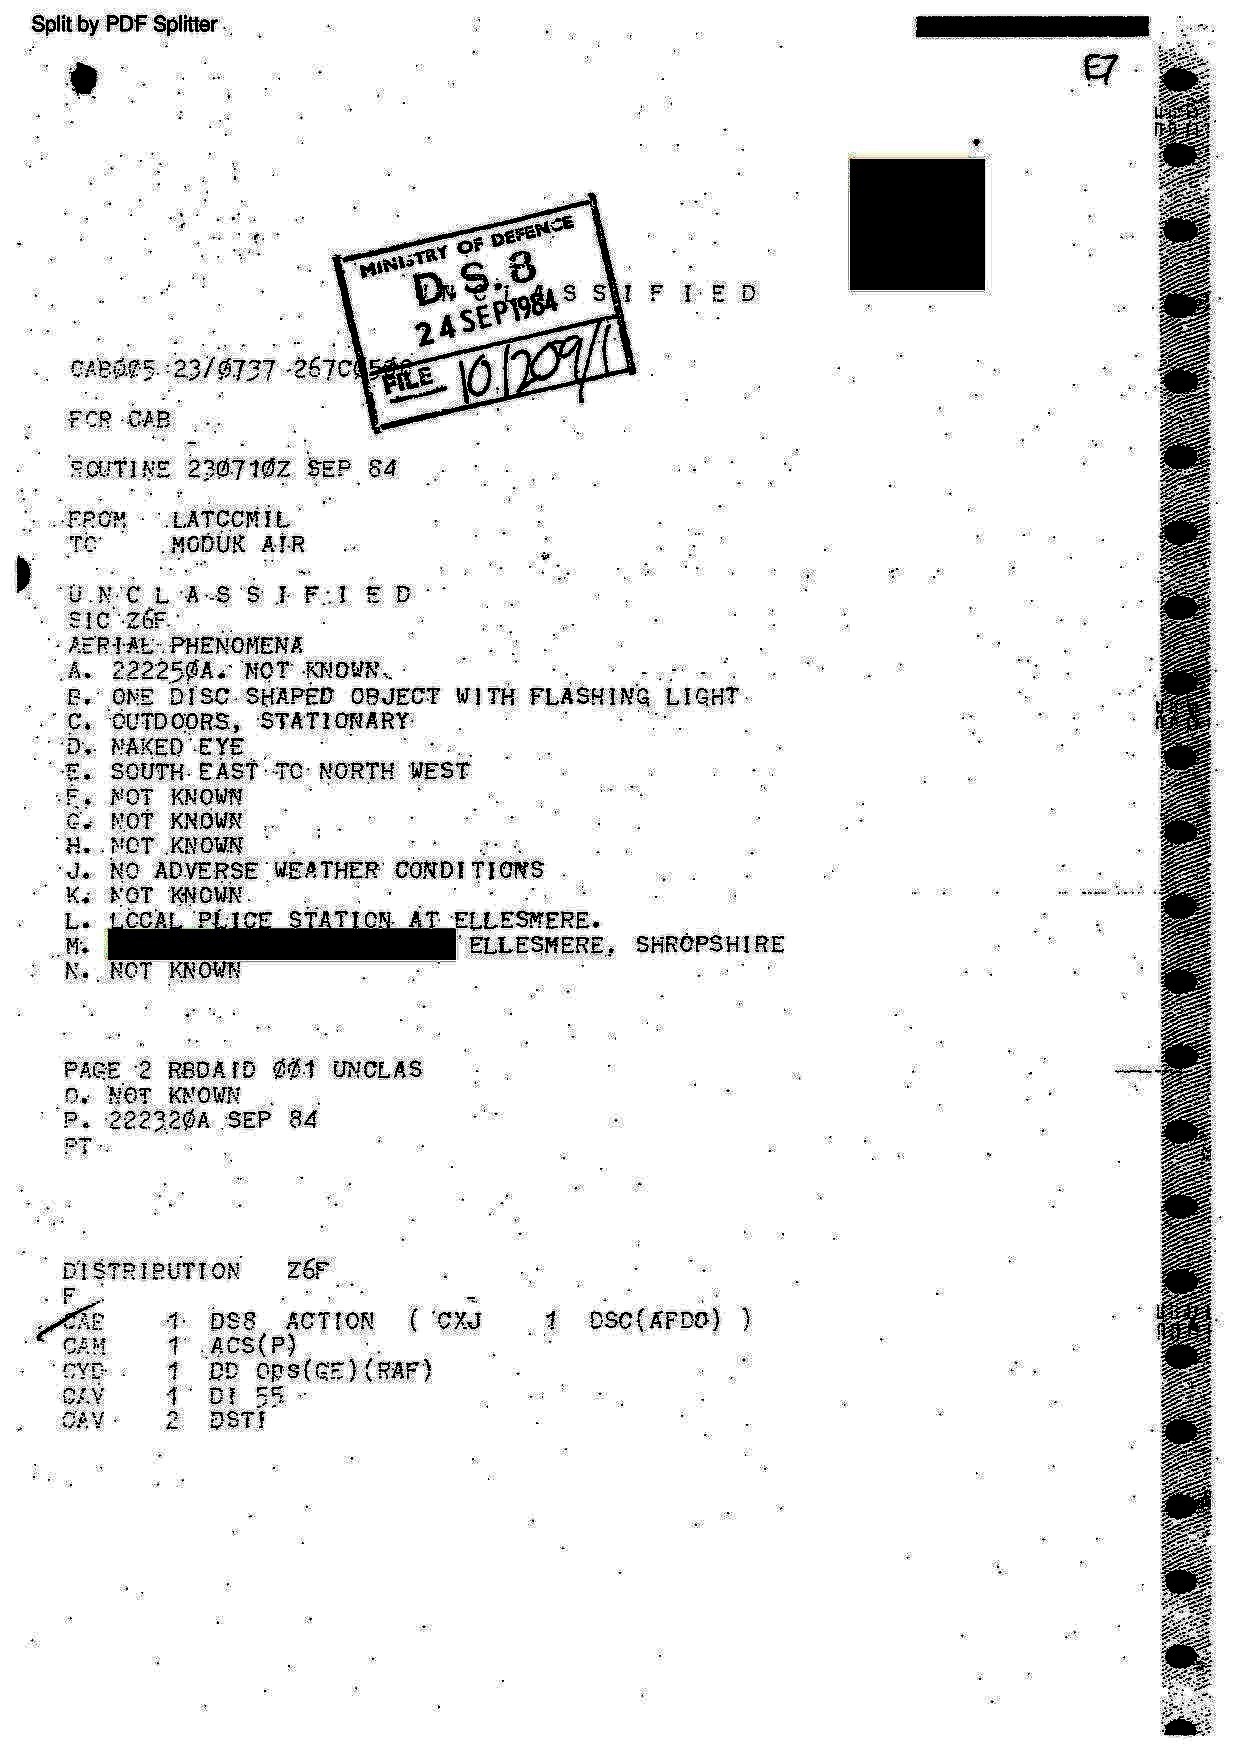 Split by PDF Splitter
E7
MINISTRY OF DEFENCE
D.S.8
24 SEP 1984
FILE 10/209/1
U N C L A S S I F I E D
CAB005 23/0737 267C0
FOR CAB
ROUTINE 230710Z SEP 84
FROM LATCCMIL
TO MODUK AIR
U N C L A S S I F I E D
SIC Z6F
AERIAL PHENOMENA
A. 222250A. NOT KNOWN.
B. ONE DISC SHAPED OBJECT WITH FLASHING LIGHT
C. OUTDOORS, STATIONARY
D. NAKED EYE
E. SOUTH EAST TO NORTH WEST
F. NOT KNOWN
G. NOT KNOWN
H. NOT KNOWN
J. NO ADVERSE WEATHER CONDITIONS
K. NOT KNOWN
L. LOCAL PLICE STATION AT ELLESMERE.
M. ELLESMERE, SHROPSHIRE
N. NOT KNOWN
PAGE 2 RBDAID 001 UNCLAS
O. NOT KNOWN
P. 222320A SEP 84
DISTRIBUTION Z6F
F
CAB 1 DS8 ACTION ( CXJ 1 DSC(AFDO) )
CAM 1 ACS(P)
CYD 1 DD Ops(GE)(RAF)
CAV 1 DI 55
CAV 2 DSTI